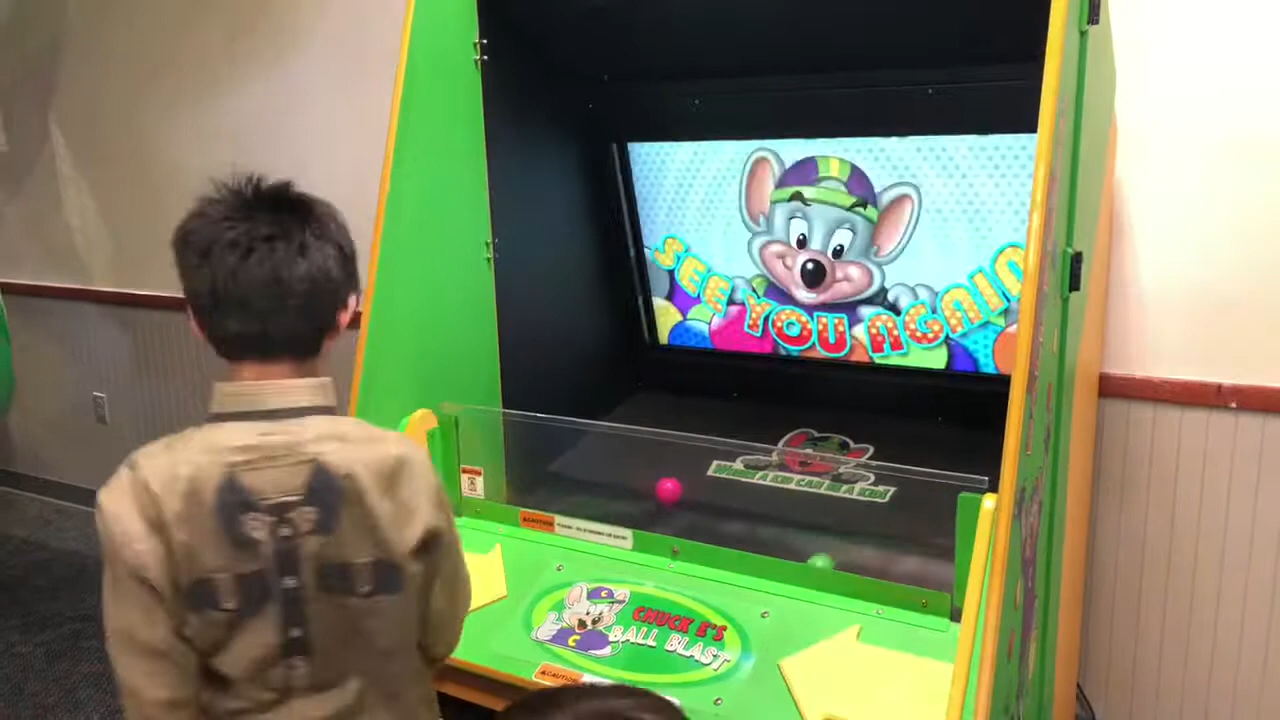 SEE YOU AGAIN
WHERE A KID CAN BE A KID
CAUTION
CHUCK E'S
BALL BLAST
CAUTION